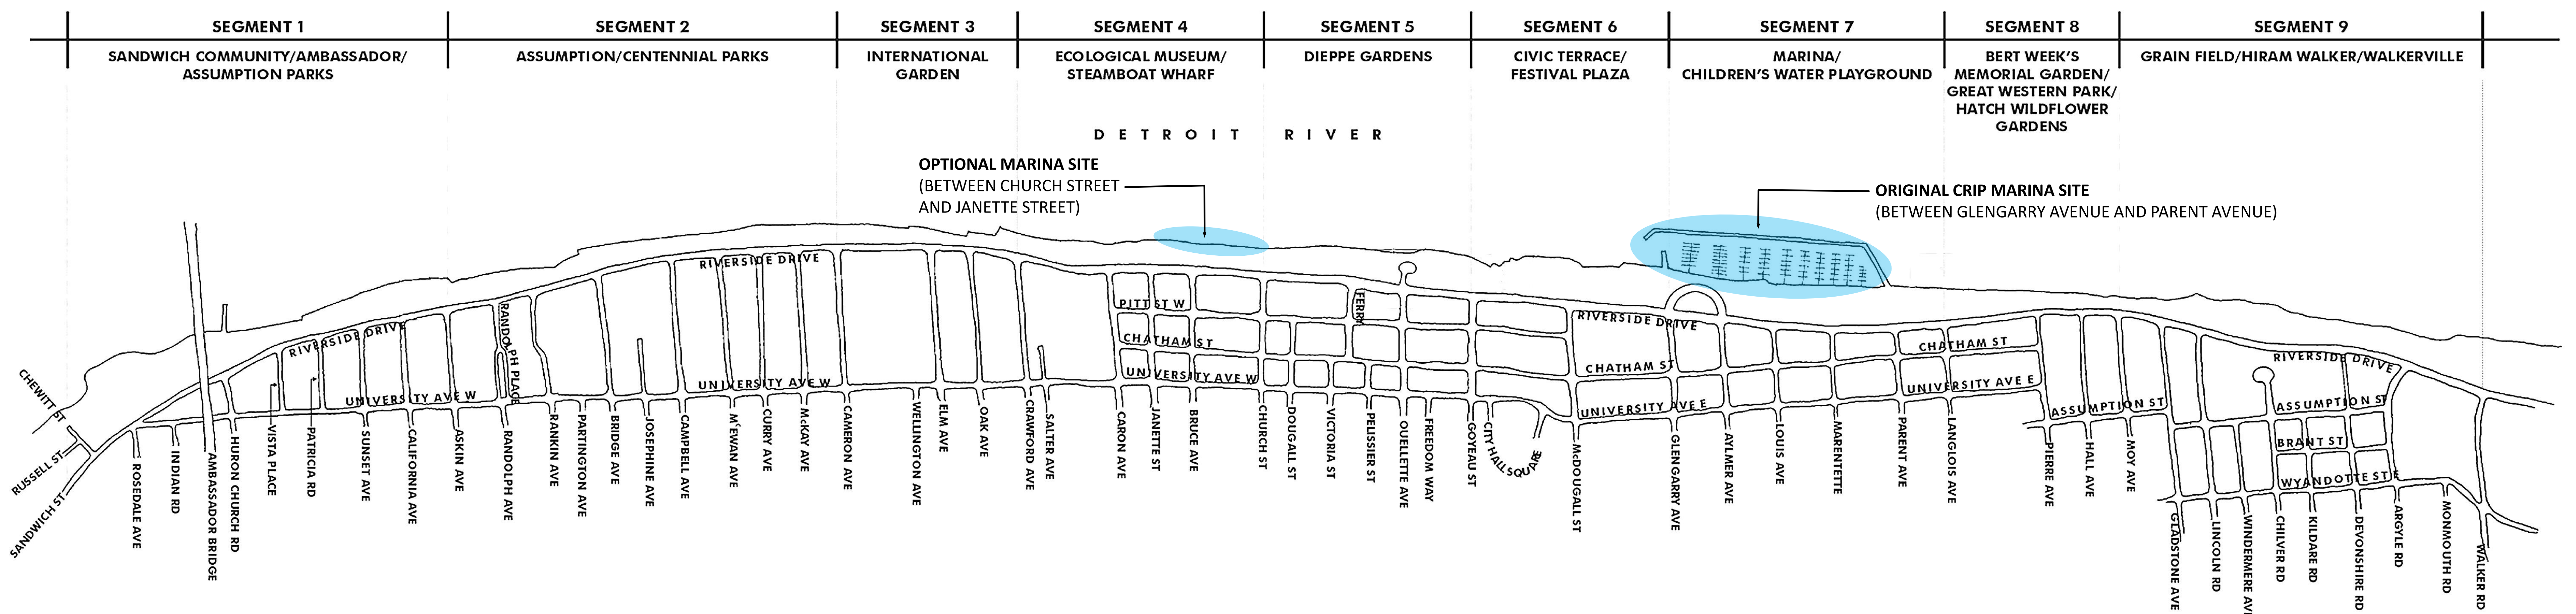 SEGMENT 1
SEGMENT 2
SEGMENT 3
SEGMENT 4
SEGMENT 5
SEGMENT 6
SEGMENT 7
SEGMENT 8
SEGMENT 9
SANDWICH COMMUNITY/AMBASSADOR/
ASSUMPTION PARKS
ASSUMPTION/CENTENNIAL PARKS
INTERNATIONAL
GARDEN
ECOLOGICAL MUSEUM/
STEAMBOAT WHARF
DIEPPE GARDENS
CIVIC TERRACE/
FESTIVAL PLAZA
MARINA/
CHILDREN'S WATER PLAYGROUND
BERT WEEK'S
MEMORIAL GARDEN/
GREAT WESTERN PARK/
HATCH WILDFLOWER
GARDENS
GRAIN FIELD/HIRAM WALKER/WALKERVILLE
DETROIT RIVER
OPTIONAL MARINA SITE
(BETWEEN CHURCH STREET
AND JANETTE STREET)
ORIGINAL CRIP MARINA SITE
(BETWEEN GLENGARRY AVENUE AND PARENT AVENUE)
RIVERSIDE DRIVE
RIVERSIDE DRIVE
RIVERSIDE DRIVE
RIVERSIDE DRIVE
RANDOLPH PLACE
PITT ST W
FERRY
CHATHAM ST
CHATHAM ST
CHATHAM ST
UNIVERSITY AVE W
UNIVERSITY AVE W
UNIVERSITY AVE W
UNIVERSITY AVE E
UNIVERSITY AVE E
ASSUMPTION ST
ASSUMPTION ST
BRANT ST
WYANDOTTE ST E
CHEWITT ST
RUSSELL ST
SANDWICH ST
ROSEDALE AVE
INDIAN RD
AMBASSADOR BRIDGE
HURON CHURCH RD
VISTA PLACE
PATRICIA RD
SUNSET AVE
CALIFORNIA AVE
ASKIN AVE
RANDOLPH AVE
RANKIN AVE
PARTINGTON AVE
BRIDGE AVE
JOSEPHINE AVE
CAMPBELL AVE
McEWAN AVE
CURRY AVE
McKAY AVE
CAMERON AVE
WELLINGTON AVE
ELM AVE
OAK AVE
CRAWFORD AVE
SALTER AVE
CARON AVE
JANETTE ST
BRUCE AVE
CHURCH ST
DOUGALL ST
VICTORIA ST
PELISSIER ST
OUELLETTE AVE
FREEDOM WAY
GOYEAU ST
CITY HALL SQUARE
McDOUGALL ST
GLENGARRY AVE
AYLMER AVE
LOUIS AVE
MARENTETTE
PARENT AVE
LANGLOIS AVE
PIERRE AVE
HALL AVE
MOY AVE
GLADSTONE AVE
LINCOLN RD
WINDERMERE AVE
CHILVER RD
KILDARE RD
DEVONSHIRE RD
ARGYLE RD
MONMOUTH RD
WALKER RD